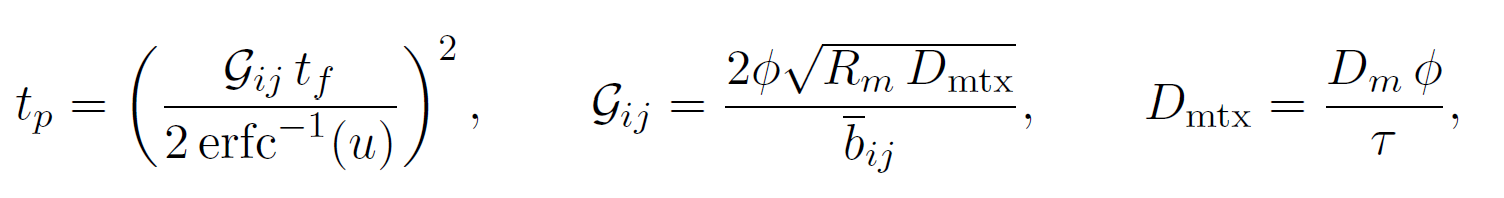 t_p = \left( \frac{\mathcal{G}_{ij} \, t_f}{2 \, \mathrm{erfc}^{-1}(u)} \right)^2, \qquad \mathcal{G}_{ij} = \frac{2\phi\sqrt{R_m \, D_{\mathrm{mtx}}}}{\overline{b}_{ij}}, \qquad D_{\mathrm{mtx}} = \frac{D_m \, \phi}{\tau},